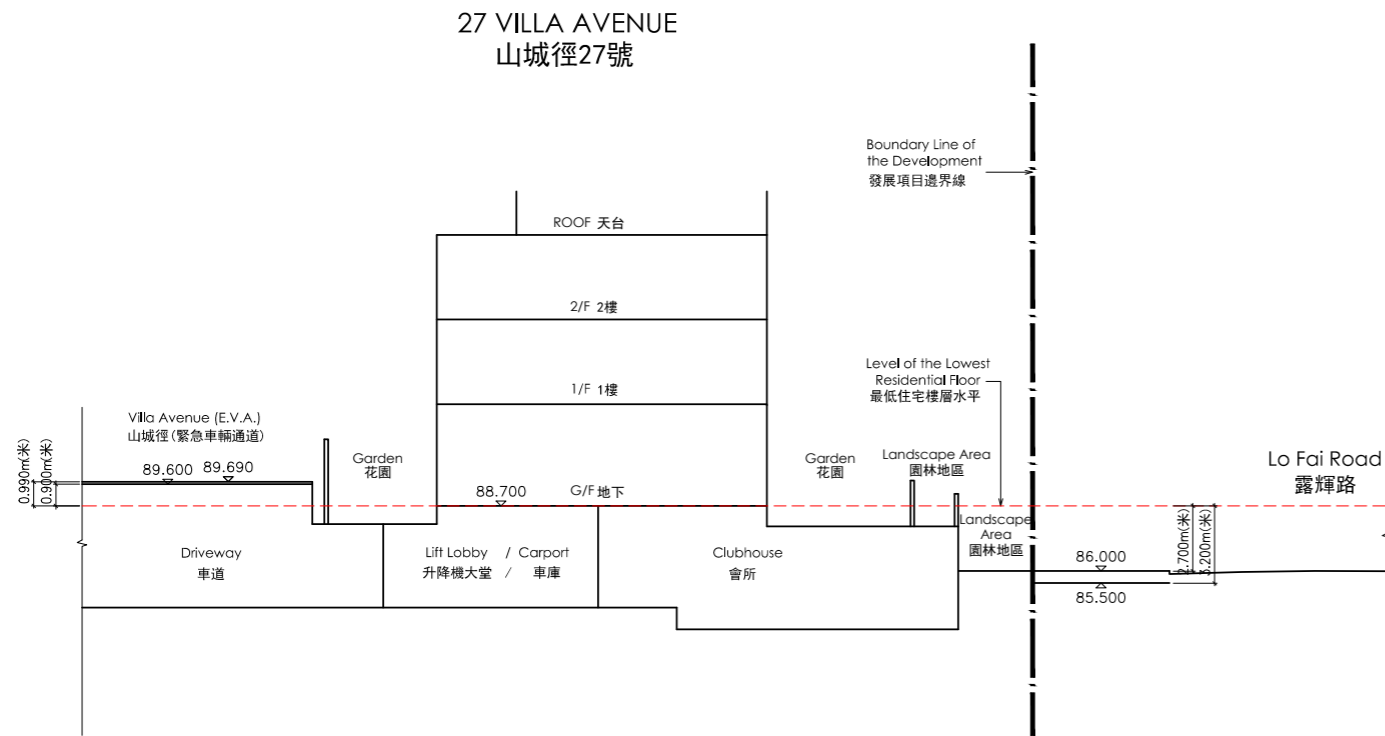 27 VILLA AVENUE
山城徑27號
Boundary Line of
the Development
發展項目邊界線
ROOF 天台
2/F 2樓
1/F 1樓
Level of the Lowest
Residential Floor
最低住宅樓層水平
Villa Avenue (E.V.A.)
山城徑(緊急車輛通道)
89.600 89.690
0.990m(米)
0.900m(米)
Garden
花園
88.700
G/F 地下
Garden
花園
Landscape Area
園林地區
Lo Fai Road
露輝路
Landscape
Area
園林地區
Driveway
車道
Lift Lobby / Carport
升降機大堂 / 車庫
Clubhouse
會所
86.000
85.500
2.700m(米)
3.200m(米)